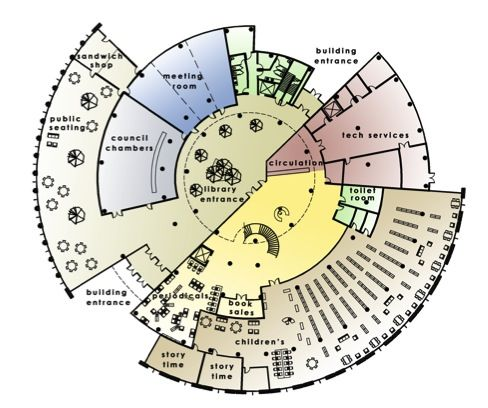 building
entrance
sandwich
shop
meeting
room
public
seating
council
chambers
tech services
circulation
library
entrance
toilet
room
building
entrance
periodicals
book
sales
children's
story
time
story
time